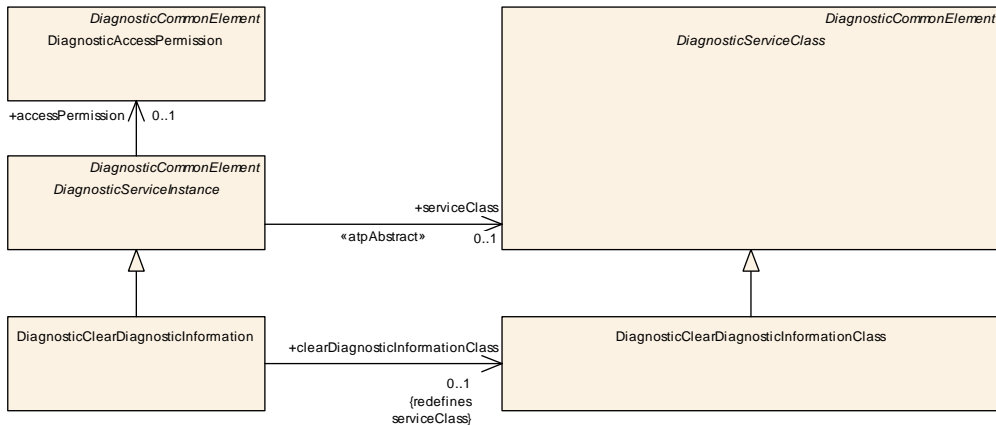 DiagnosticCommonElement
DiagnosticAccessPermission
DiagnosticCommonElement
DiagnosticServiceClass
+accessPermission
0..1
DiagnosticCommonElement
DiagnosticServiceInstance
+serviceClass
«atpAbstract»
0..1
DiagnosticClearDiagnosticInformation
DiagnosticClearDiagnosticInformationClass
+clearDiagnosticInformationClass
0..1
{redefines
serviceClass}